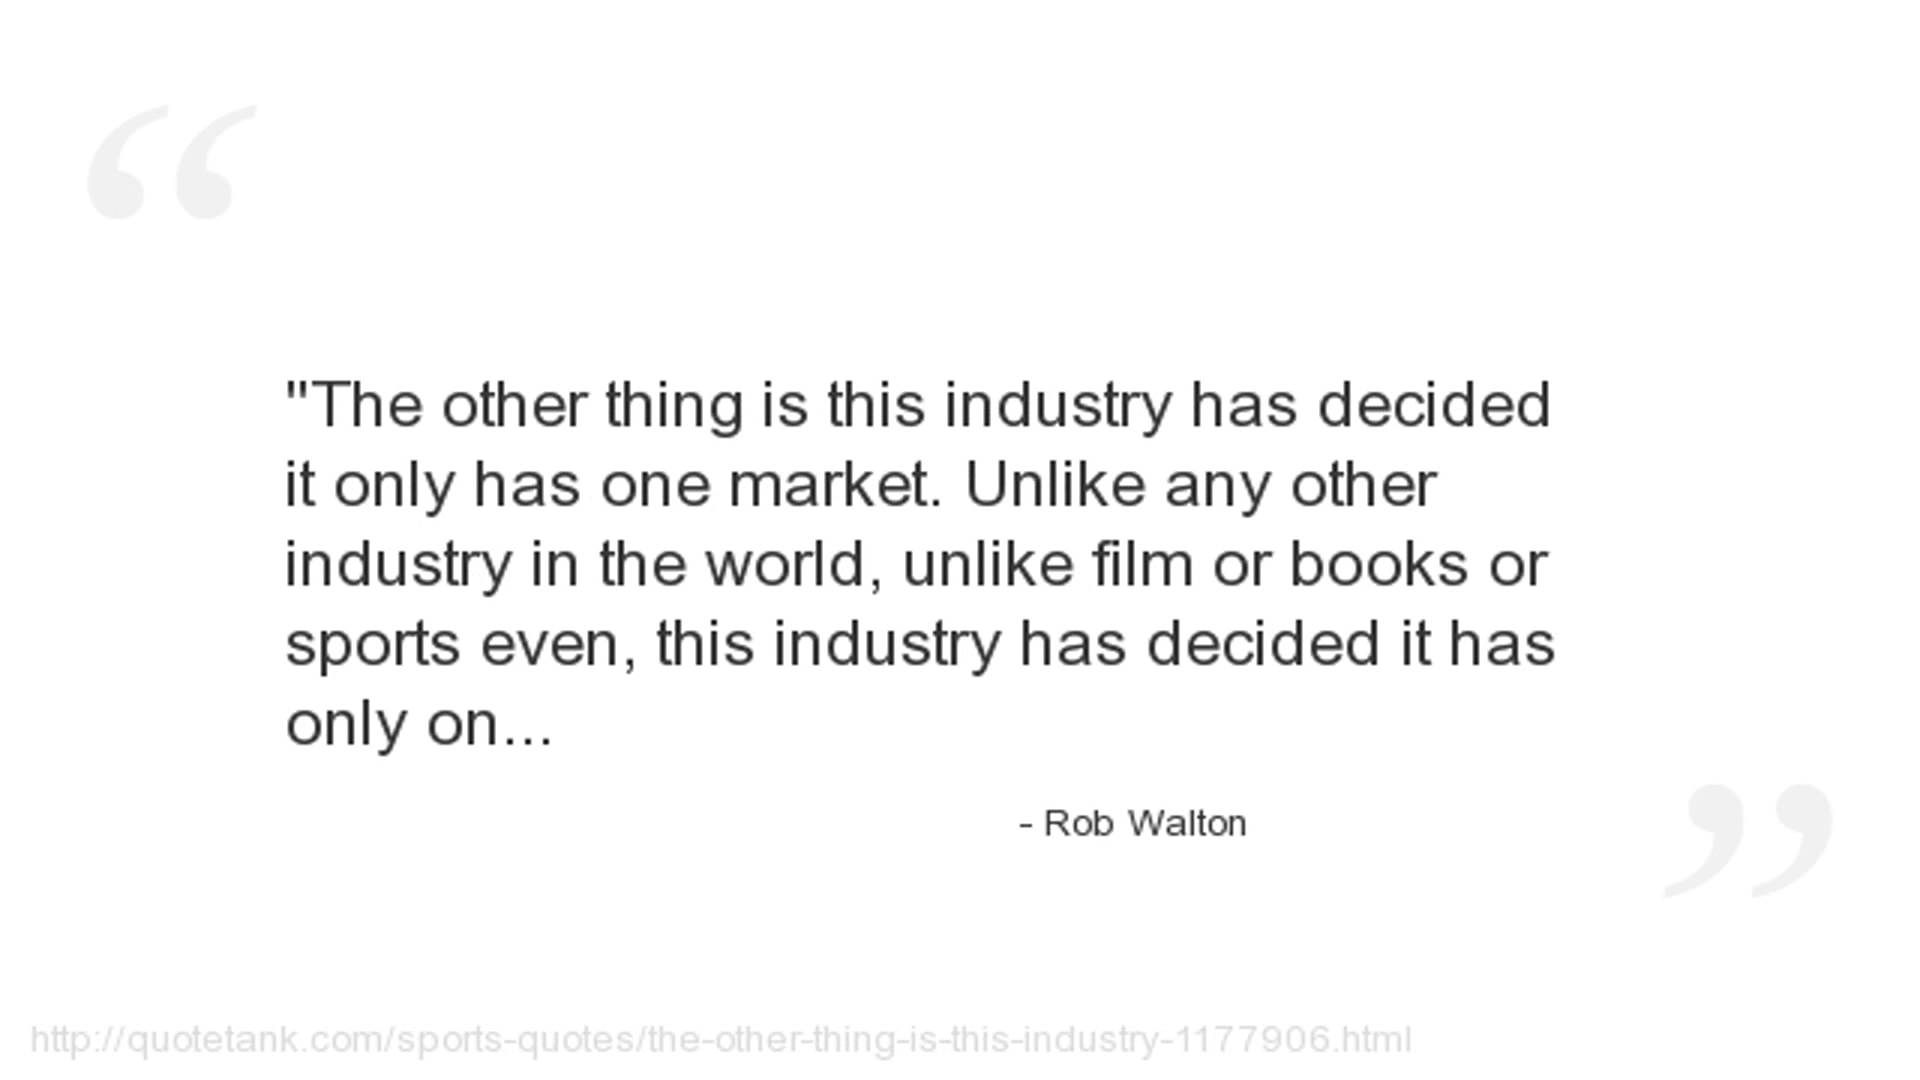 "The other thing is this industry has decided
it only has one market. Unlike any other
industry in the world, unlike film or books or
sports even, this industry has decided it has
only on...
- Rob Walton
http://quotetank.com/sports-quotes/the-other-thing-is-this-industry-1177906.html